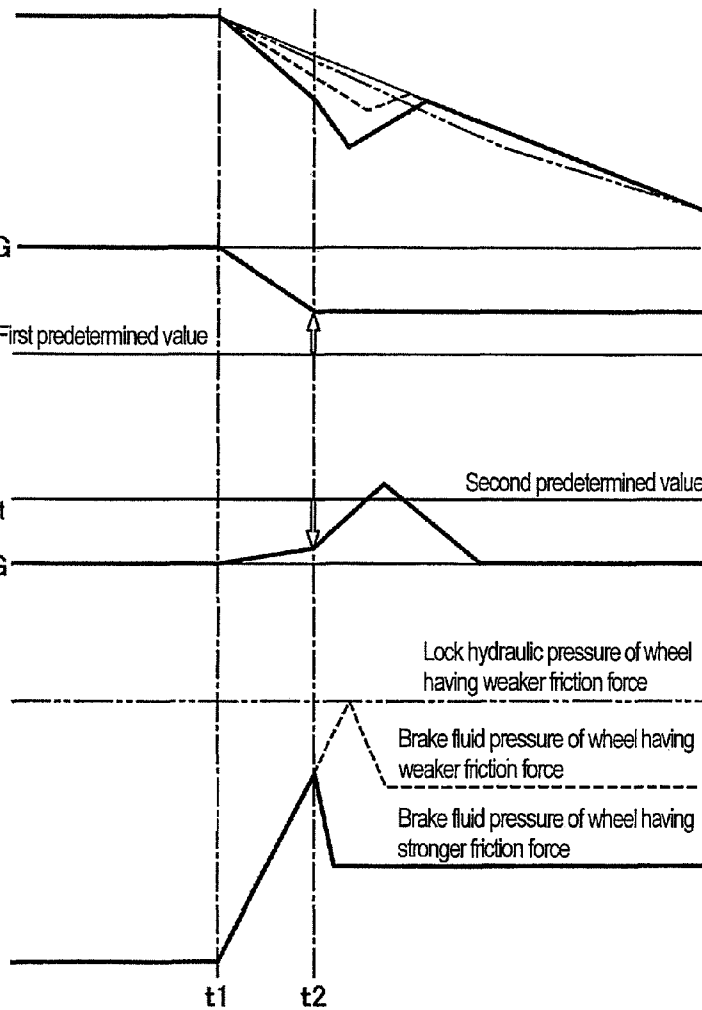 G
First predetermined value
Second predetermined value
t
G
Lock hydraulic pressure of wheel
having weaker friction force
Brake fluid pressure of wheel having
weaker friction force
Brake fluid pressure of wheel having
stronger friction force
t1
t2